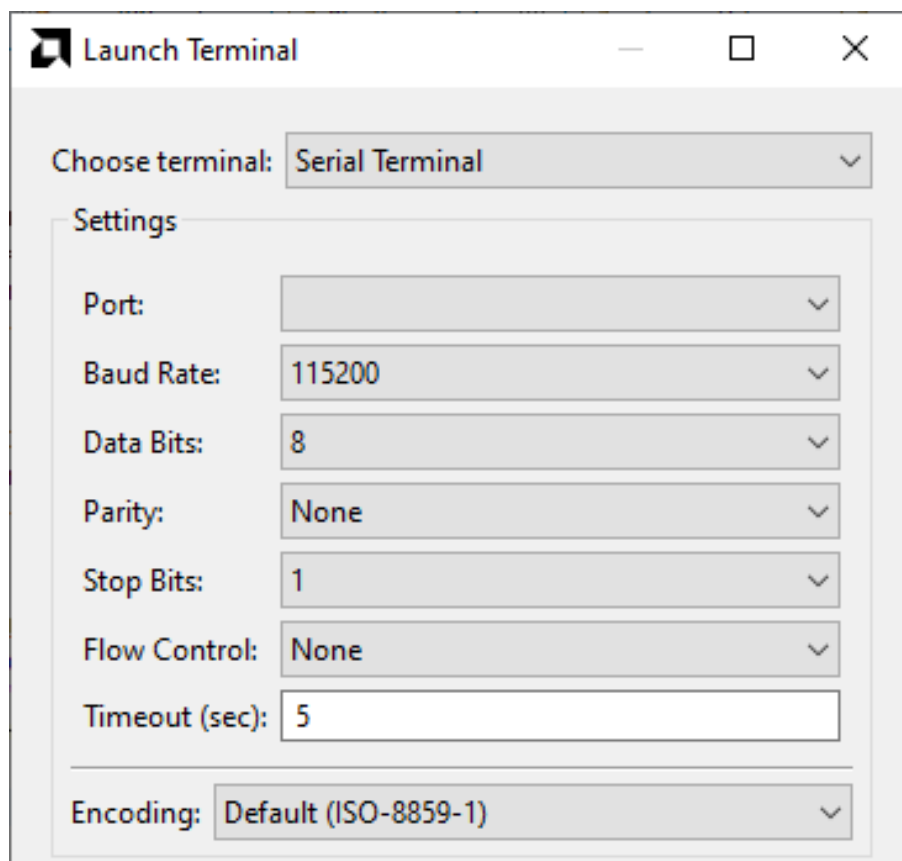 Launch Terminal
Choose terminal: Serial Terminal
Settings
Port:
Baud Rate: 115200
Data Bits: 8
Parity: None
Stop Bits: 1
Flow Control: None
Timeout (sec): 5
Encoding: Default (ISO-8859-1)